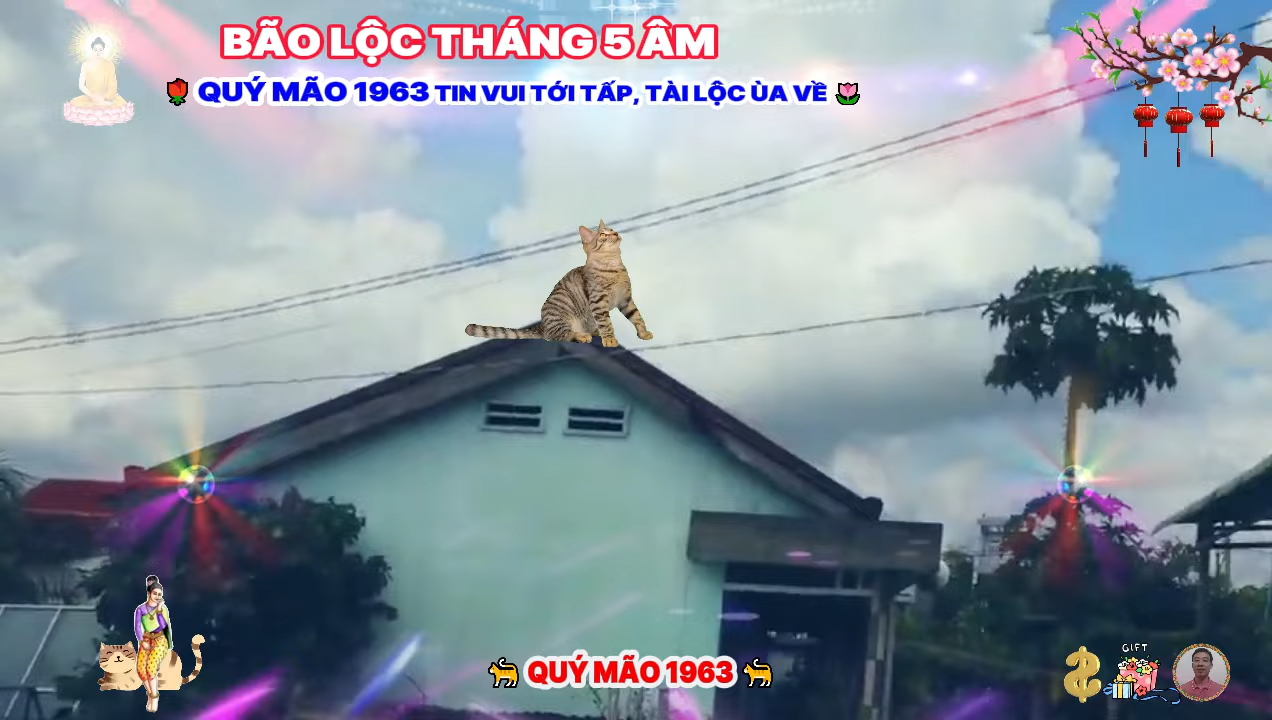 BÃO LỘC THÁNG 5 ÂM
QUÝ MÃO 1963 TIN VUI TỚI TẤP, TÀI LỘC ÙA VỀ
GIFT
QUÝ MÃO 1963